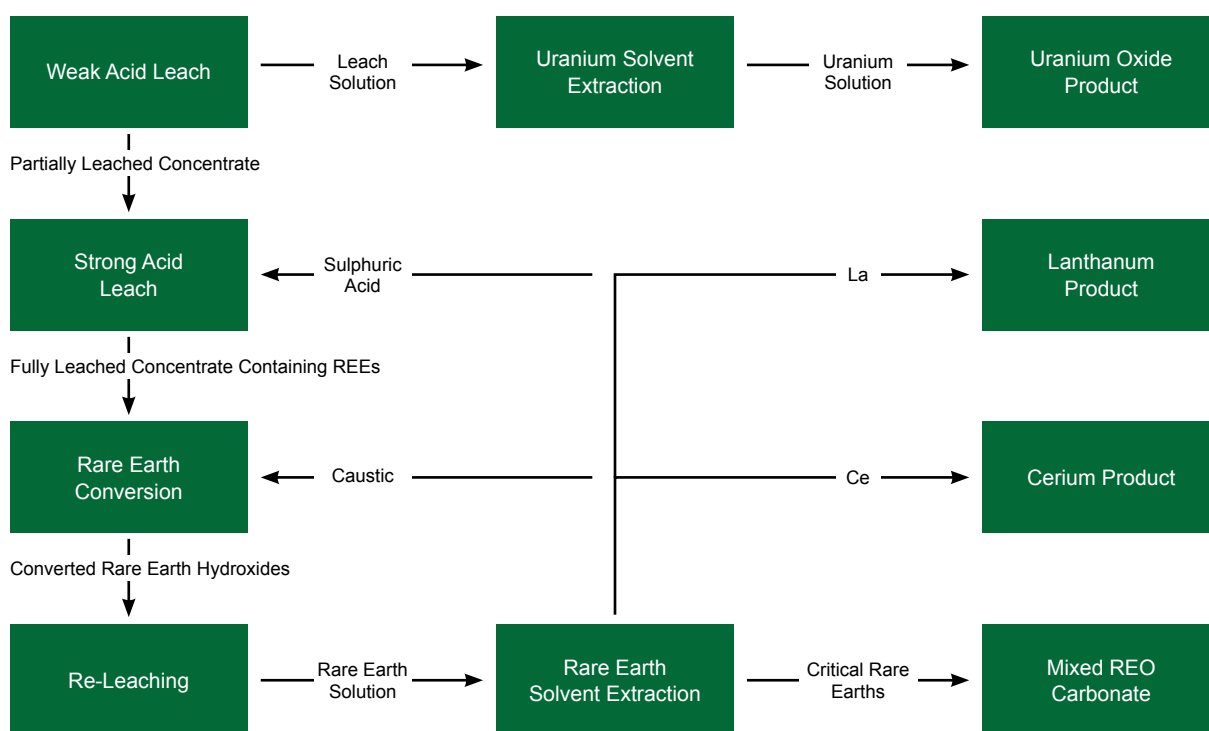 Weak Acid Leach
Leach
Solution
Uranium Solvent
Extraction
Uranium
Solution
Uranium Oxide
Product
Partially Leached Concentrate
Strong Acid
Leach
Sulphuric
Acid
La
Lanthanum
Product
Fully Leached Concentrate Containing REEs
Rare Earth
Conversion
Caustic
Ce
Cerium Product
Converted Rare Earth Hydroxides
Re-Leaching
Rare Earth
Solution
Rare Earth
Solvent Extraction
Critical Rare
Earths
Mixed REO
Carbonate